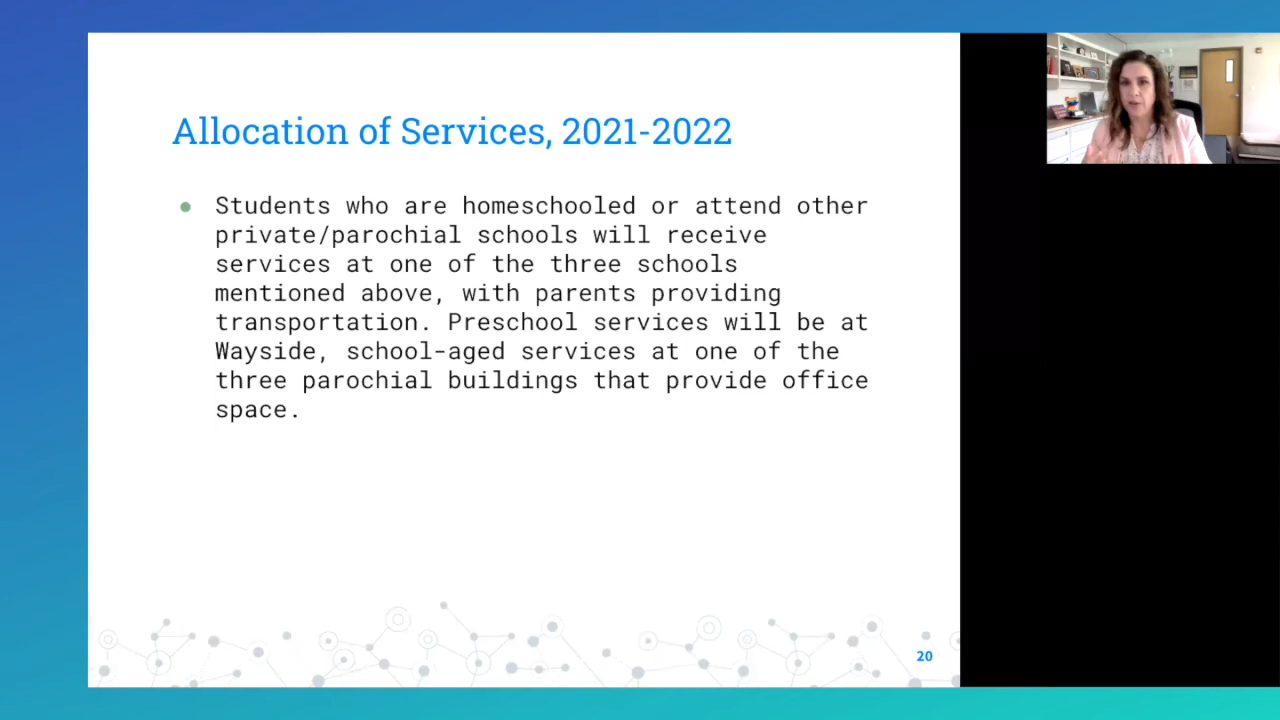 Allocation of Services, 2021-2022
Students who are homeschooled or attend other
private/parochial schools will receive
services at one of the three schools
mentioned above, with parents providing
transportation. Preschool services will be at
Wayside, school-aged services at one of the
three parochial buildings that provide office
space.
20